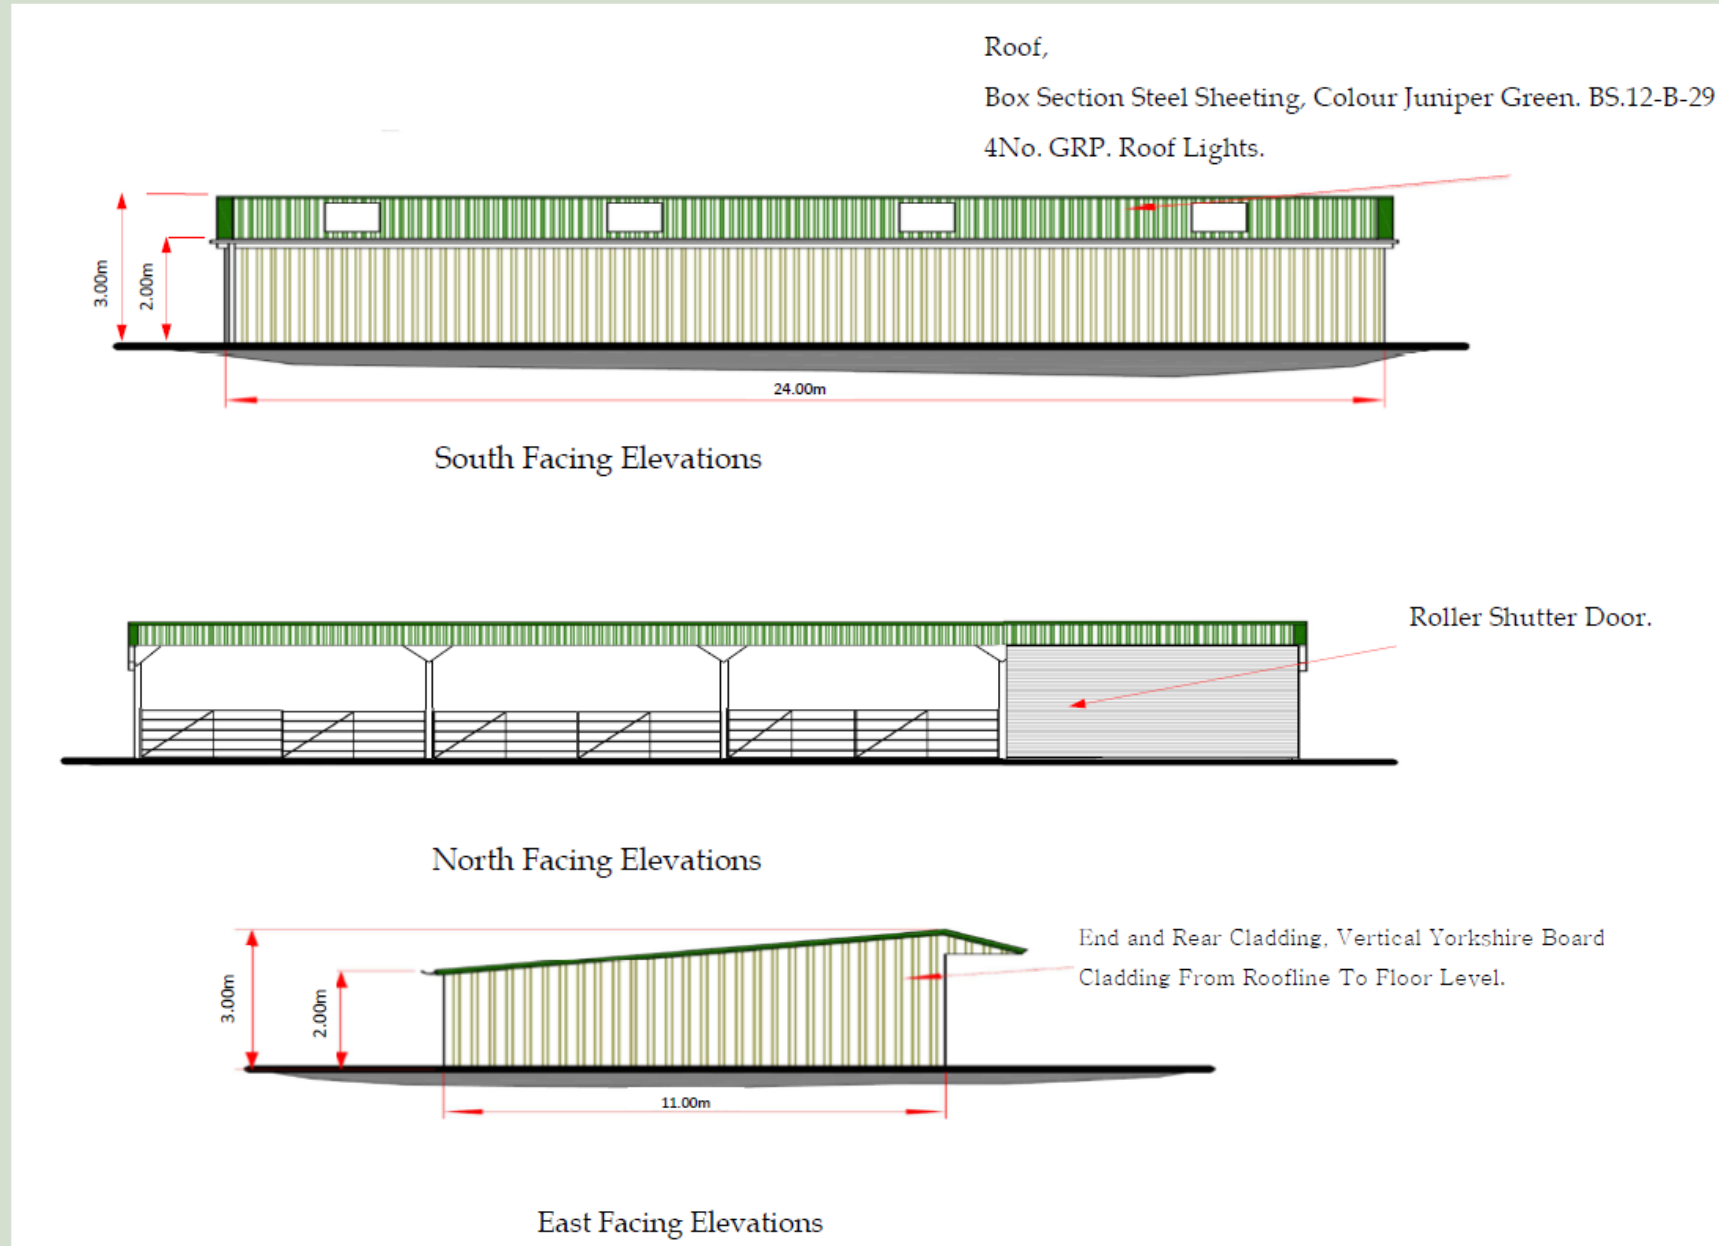 Roof,
Box Section Steel Sheeting, Colour Juniper Green. BS.12-B-29
4No. GRP. Roof Lights.
3.00m
2.00m
24.00m
South Facing Elevations
Roller Shutter Door.
North Facing Elevations
End and Rear Cladding, Vertical Yorkshire Board
Cladding From Roofline To Floor Level.
3.00m
2.00m
11.00m
East Facing Elevations